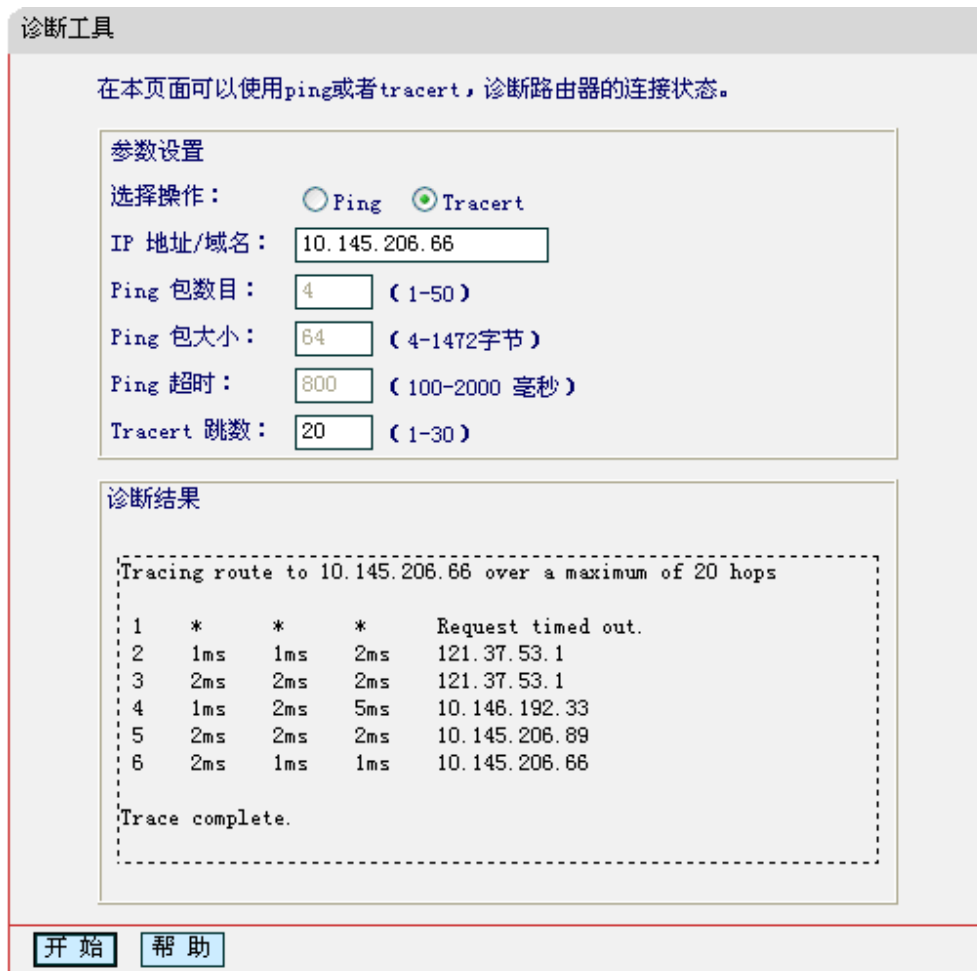 诊断工具
在本页面可以使用ping或者tracert，诊断路由器的连接状态。
参数设置
选择操作： Ping Tracert
IP 地址/域名： 10.145.206.66
Ping 包数目： 4 （1-50）
Ping 包大小： 64 （4-1472字节）
Ping 超时： 800 （100-2000 毫秒）
Tracert 跳数： 20 （1-30）
诊断结果
Tracing route to 10.145.206.66 over a maximum of 20 hops
1 * * * Request timed out.
2 1ms 1ms 2ms 121.37.53.1
3 2ms 2ms 2ms 121.37.53.1
4 1ms 2ms 5ms 10.146.192.33
5 2ms 2ms 2ms 10.145.206.89
6 2ms 1ms 1ms 10.145.206.66
Trace complete.
开 始 帮 助